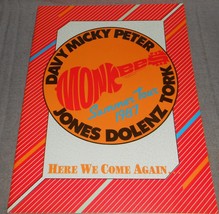 DAVY MICKY PETER
MONKEES
Summer Tour
1987
JONES DOLENZ TORK
HERE WE COME AGAIN...